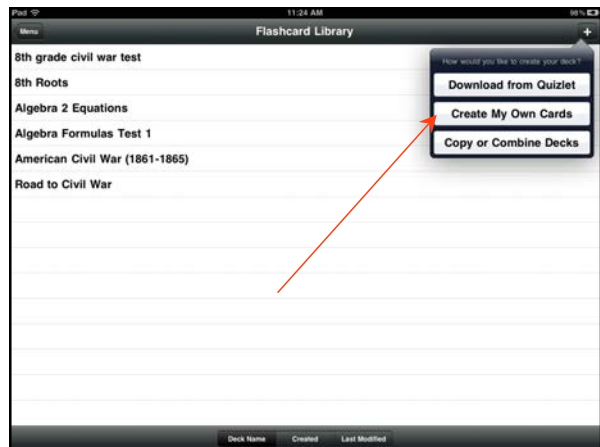 iPad 11:24 AM 98%
Menu Flashcard Library +
How would you like to create your deck?
Download from Quizlet
Create My Own Cards
Copy or Combine Decks
8th grade civil war test
8th Roots
Algebra 2 Equations
Algebra Formulas Test 1
American Civil War (1861-1865)
Road to Civil War
Deck Name Created Last Modified